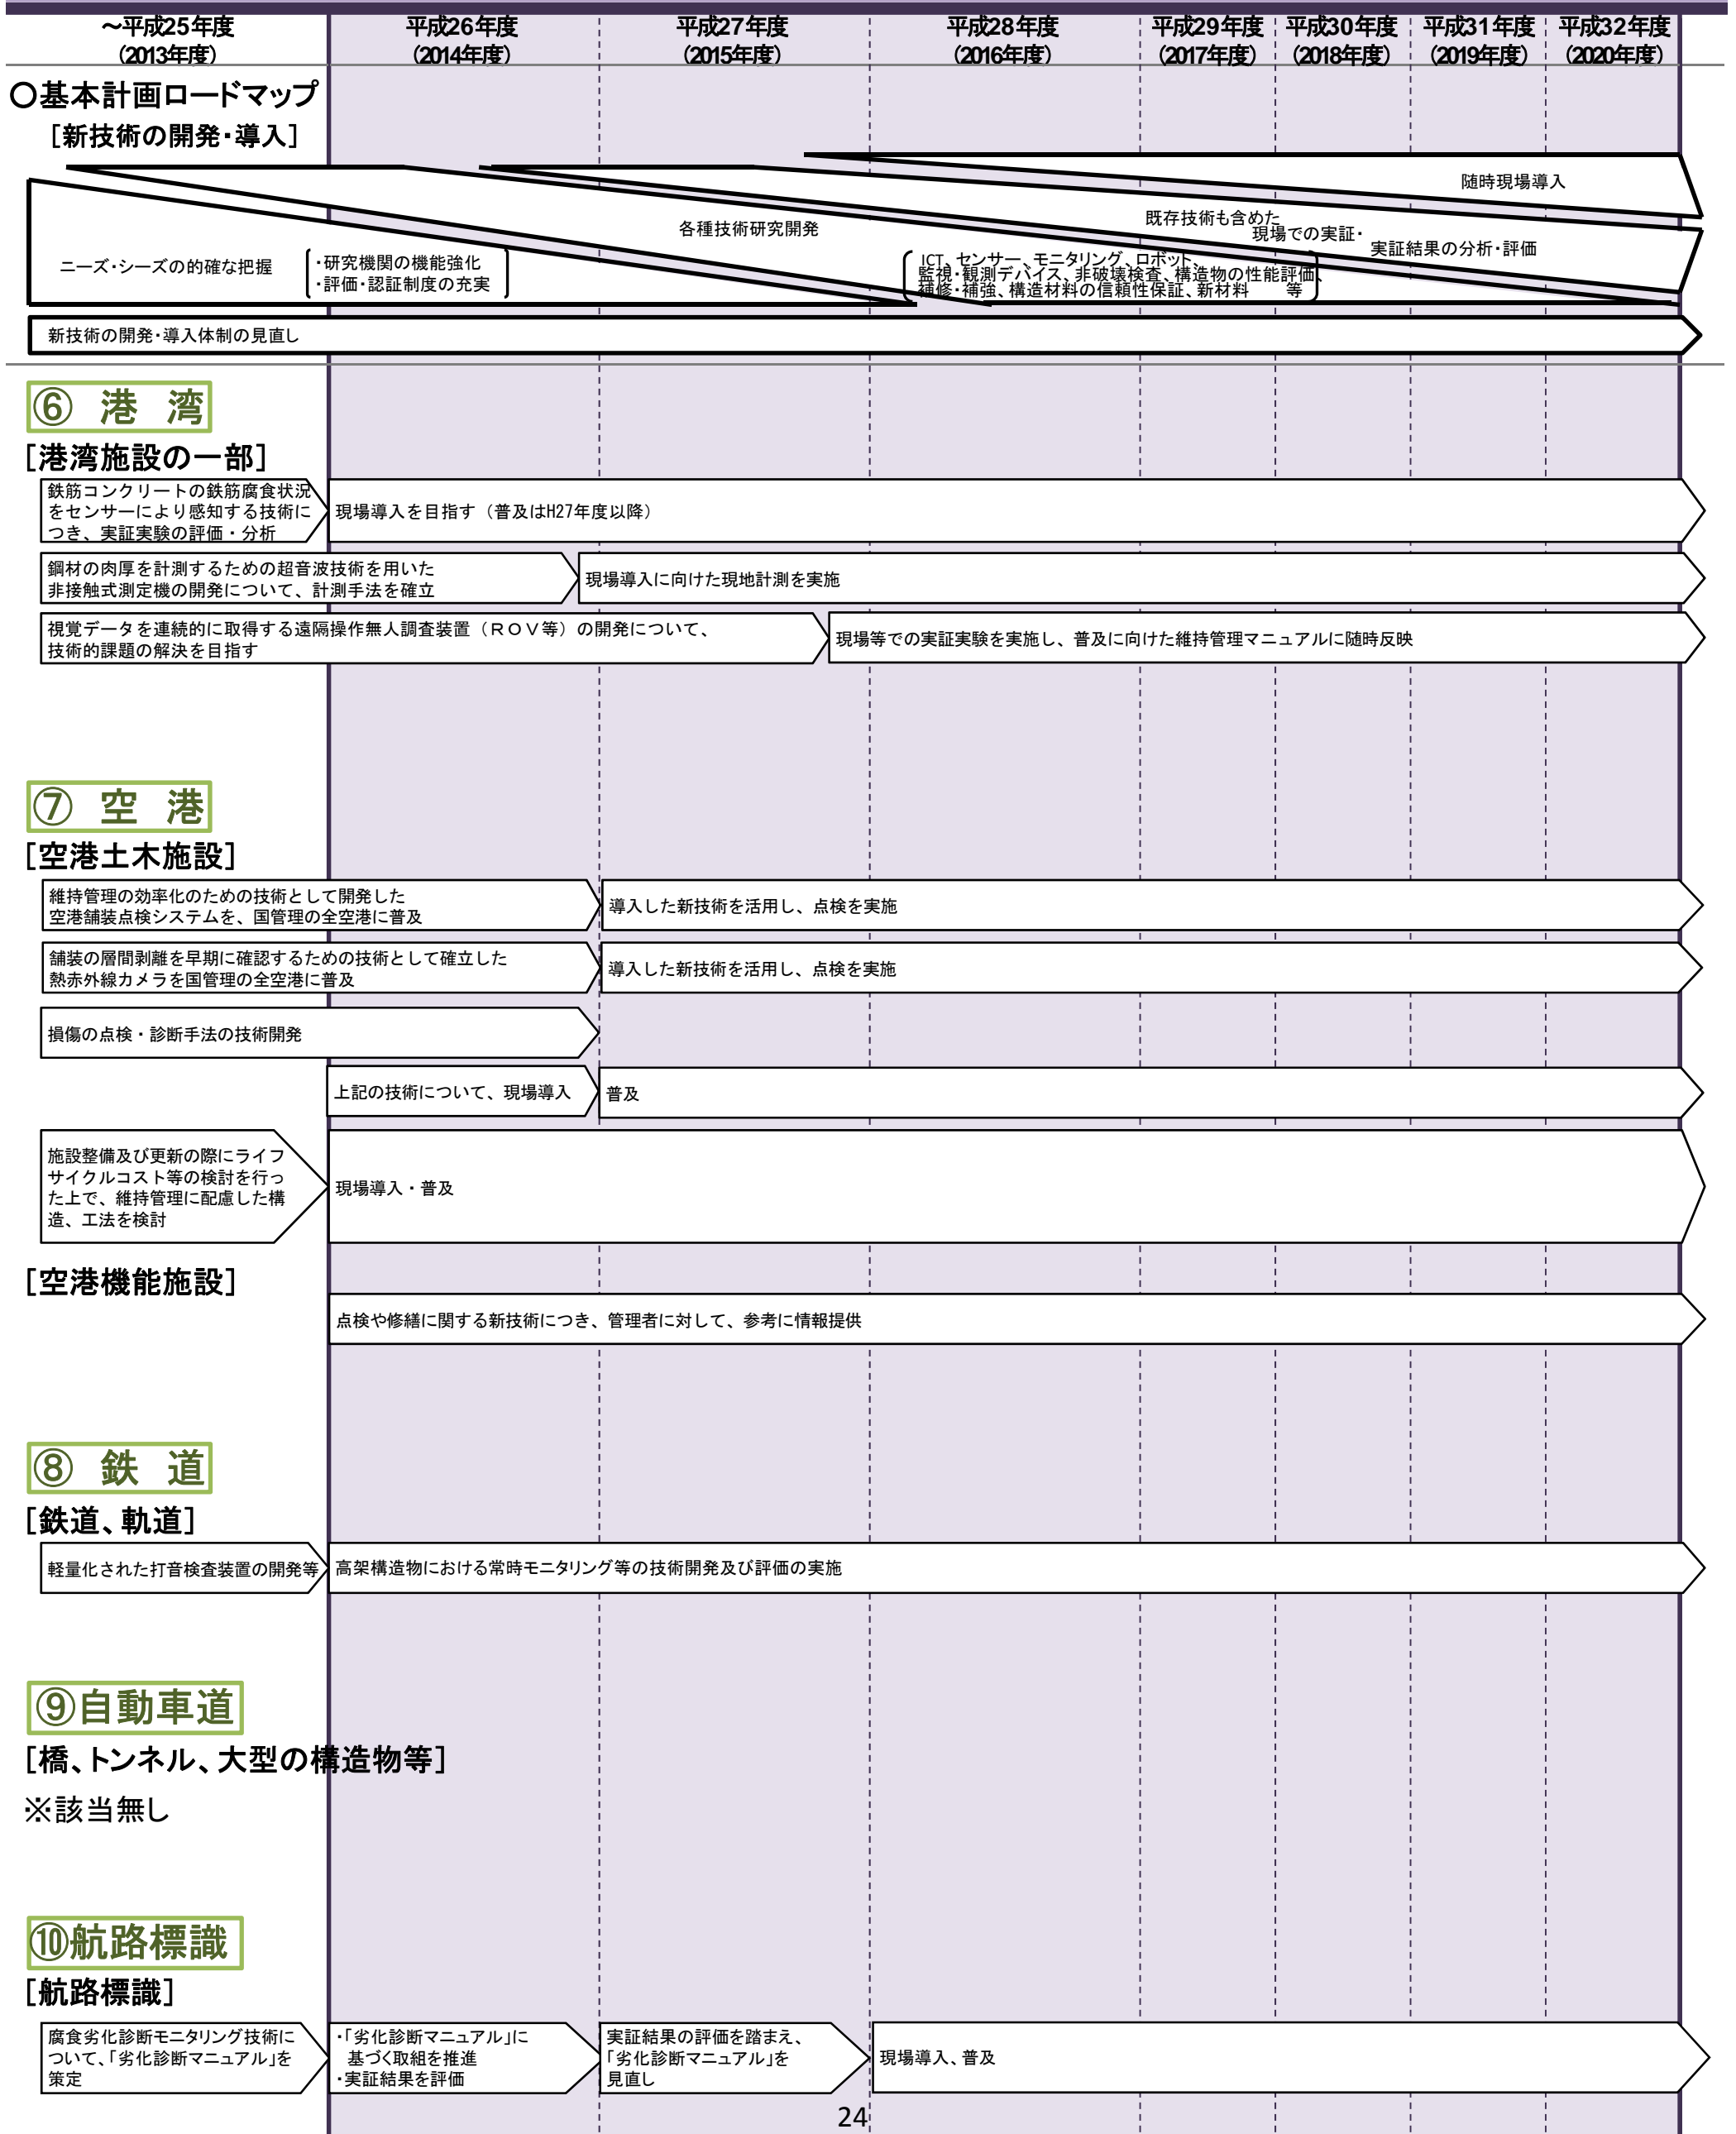 ～平成25年度
（2013年度）
平成26年度
（2014年度）
平成27年度
（2015年度）
平成28年度
（2016年度）
平成29年度
（2017年度）
平成30年度
（2018年度）
平成31年度
（2019年度）
平成32年度
（2020年度）
〇基本計画ロードマップ
［新技術の開発・導入］
随時現場導入
既存技術も含めた
現場での実証・
実証結果の分析・評価
各種技術研究開発
ICT、センサー、モニタリング、ロボット、
監視・観測デバイス、非破壊検査、構造物の性能評価、
補修・補強、構造材料の信頼性保証、新材料　等
ニーズ・シーズの的確な把握
・研究機関の機能強化
・評価・認証制度の充実
新技術の開発・導入体制の見直し
⑥　港　湾
［港湾施設の一部］
鉄筋コンクリートの鉄筋腐食状況
をセンサーにより感知する技術に
つき、実証実験の評価・分析
現場導入を目指す（普及はH27年度以降）
鋼材の肉厚を計測するための超音波技術を用いた
非接触式測定機の開発について、計測手法を確立
現場導入に向けた現地計測を実施
視覚データを連続的に取得する遠隔操作無人調査装置（ＲＯＶ等）の開発について、
技術的課題の解決を目指す
現場等での実証実験を実施し、普及に向けた維持管理マニュアルに随時反映
⑦　空　港
［空港土木施設］
維持管理の効率化のための技術として開発した
空港舗装点検システムを、国管理の全空港に普及
導入した新技術を活用し、点検を実施
舗装の層間剥離を早期に確認するための技術として確立した
熱赤外線カメラを国管理の全空港に普及
導入した新技術を活用し、点検を実施
損傷の点検・診断手法の技術開発
上記の技術について、現場導入
普及
施設整備及び更新の際にライフ
サイクルコスト等の検討を行っ
た上で、維持管理に配慮した構
造、工法を検討
現場導入・普及
［空港機能施設］
点検や修繕に関する新技術につき、管理者に対して、参考に情報提供
⑧　鉄　道
［鉄道、軌道］
軽量化された打音検査装置の開発等
高架構造物における常時モニタリング等の技術開発及び評価の実施
⑨自動車道
［橋、トンネル、大型の構造物等］
※該当無し
⑩航路標識
［航路標識］
腐食劣化診断モニタリング技術に
ついて、「劣化診断マニュアル」を
策定
・「劣化診断マニュアル」に
基づく取組を推進
・実証結果を評価
実証結果の評価を踏まえ、
「劣化診断マニュアル」を
見直し
現場導入、普及
24